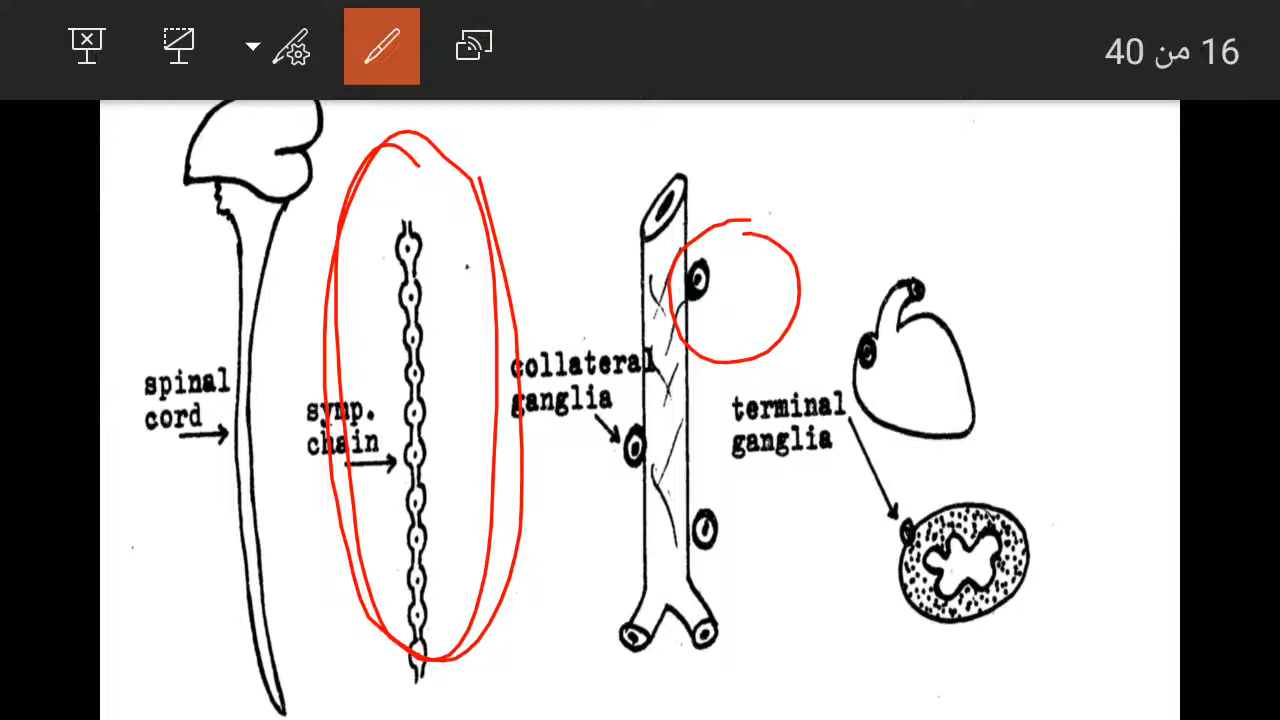 16 من 40
spinal
cord
symp.
chain
collateral
ganglia
terminal
ganglia